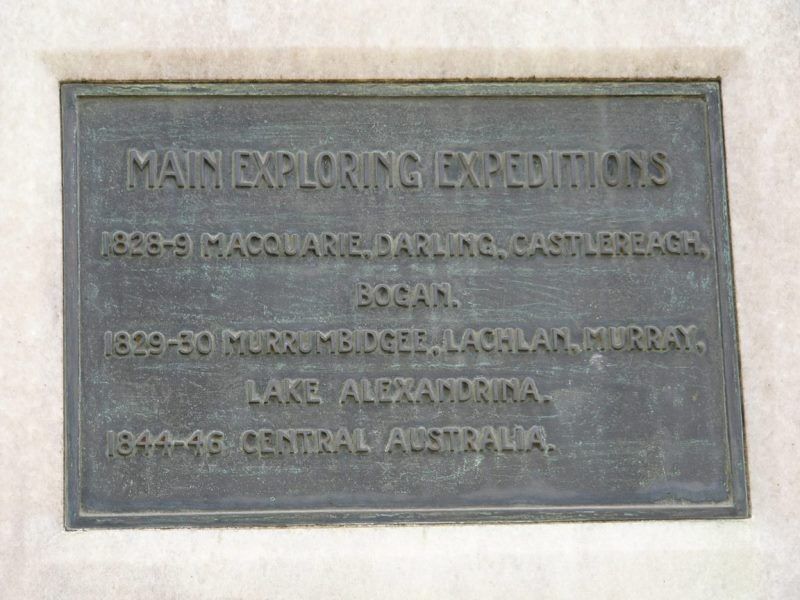 MAIN EXPLORING EXPEDITIONS
1828-9 MACQUARIE, DARLING, CASTLEREAGH,
BOGAN.
1829-30 MURRUMBIDGEE, LACHLAN, MURRAY,
LAKE ALEXANDRINA.
1844-46 CENTRAL AUSTRALIA.